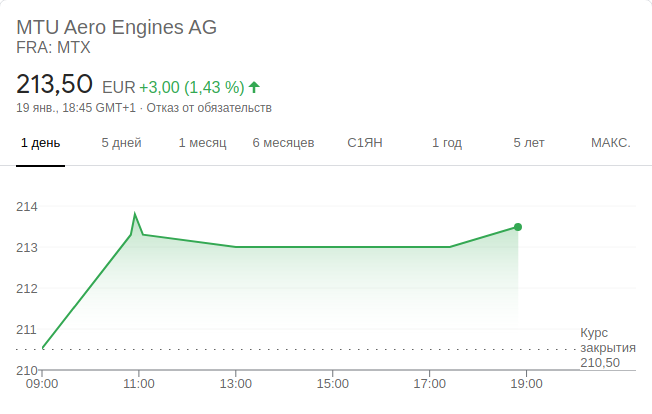 MTU Aero Engines AG
FRA: MTX
213,50 EUR +3,00 (1,43 %)
19 янв., 18:45 GMT+1 · Отказ от обязательств
1 день 5 дней 1 месяц 6 месяцев С1ЯН 1 год 5 лет МАКС.
214
213
212
211
Курс
закрытия
210,50
210
09:00 11:00 13:00 15:00 17:00 19:00